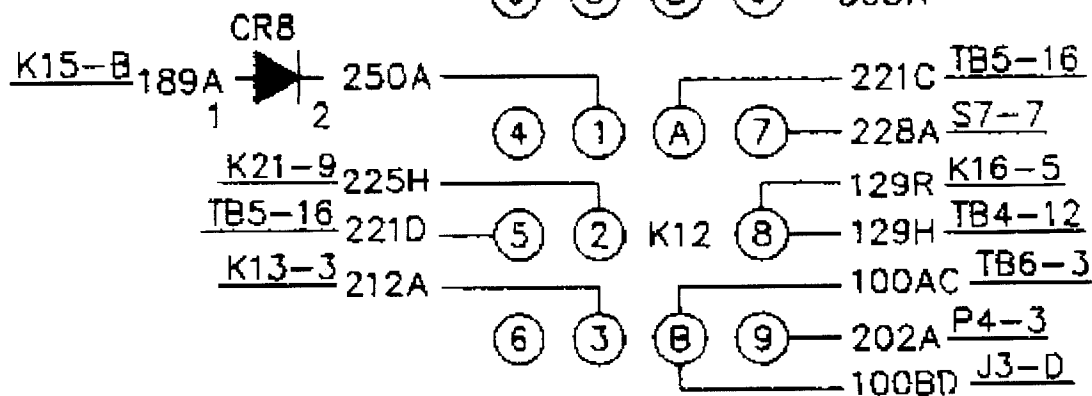 CR8
K15-B 189A 250A 221C TB5-16
1 2
4 1 A 7 228A S7-7
K21-9 225H 129R K16-5
TB5-16 221D 5 2 K12 8 129H TB4-12
K13-3 212A 100AC TB6-3
6 3 B 9 202A P4-3
100BD J3-D